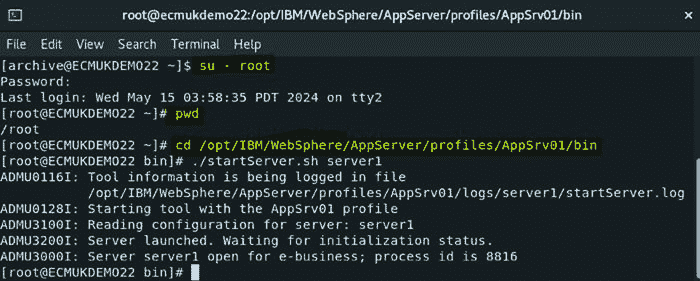 root@ecmukdemo22:/opt/IBM/WebSphere/AppServer/profiles/AppSrv01/bin
File Edit View Search Terminal Help
[archive@ECMUKDEMO22 ~]$ su - root
Password:
Last login: Wed May 15 03:58:35 PDT 2024 on tty2
[root@ECMUKDEMO22 ~]# pwd
/root
[root@ECMUKDEMO22 ~]# cd /opt/IBM/WebSphere/AppServer/profiles/AppSrv01/bin
[root@ECMUKDEMO22 bin]# ./startServer.sh server1
ADMU0116I: Tool information is being logged in file
/opt/IBM/WebSphere/AppServer/profiles/AppSrv01/logs/server1/startServer.log
ADMU0128I: Starting tool with the AppSrv01 profile
ADMU3100I: Reading configuration for server: server1
ADMU3200I: Server launched. Waiting for initialization status.
ADMU3000I: Server server1 open for e-business; process id is 8816
[root@ECMUKDEMO22 bin]#